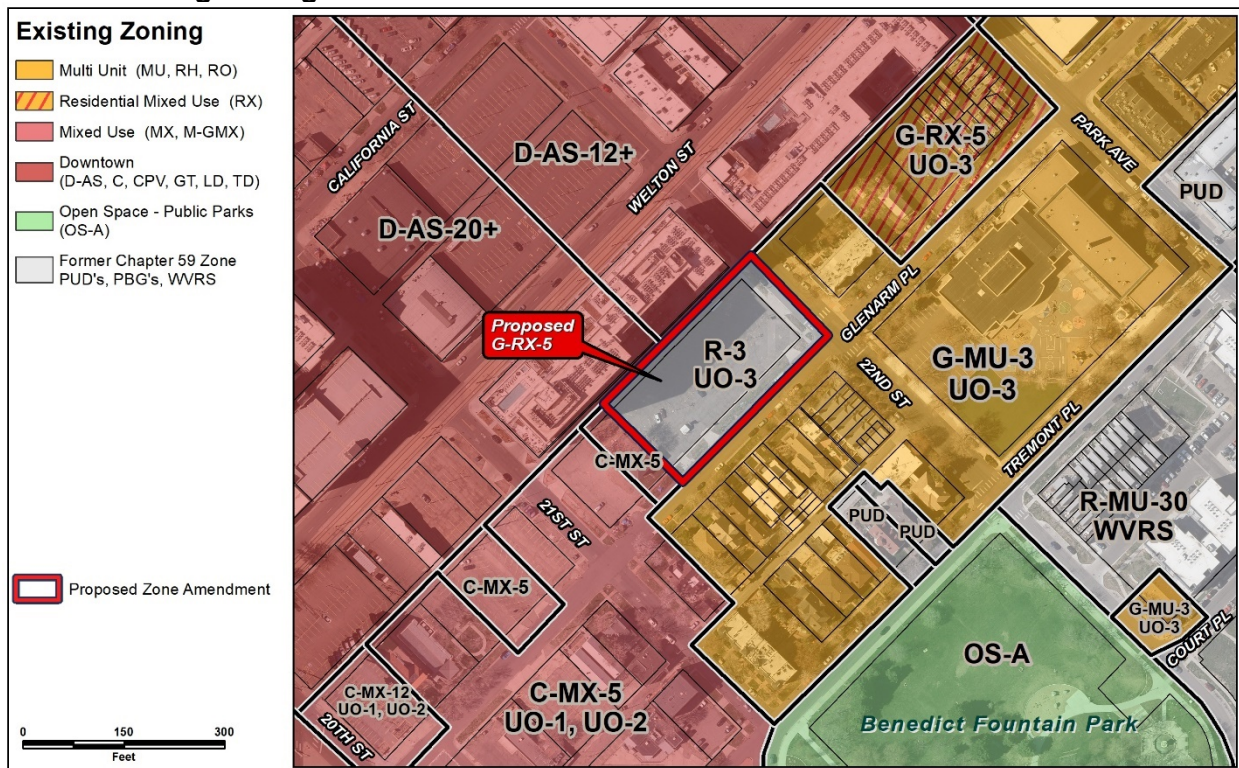 Existing Zoning
Multi Unit (MU, RH, RO)
Residential Mixed Use (RX)
Mixed Use (MX, M-GMX)
Downtown
(D-AS, C, CPV, GT, LD, TD)
Open Space - Public Parks
(OS-A)
Former Chapter 59 Zone
PUD's, PBG's, WVRS
Proposed Zone Amendment
0 150 300
Feet
CALIFORNIA ST
D-AS-12+
WELTON ST
D-AS-20+
G-RX-5
UO-3
PARK AVE
PUD
GLENARM PL
Proposed
G-RX-5
R-3
UO-3
G-MU-3
UO-3
22ND ST
TREMONT PL
C-MX-5
R-MU-30
WVRS
21ST ST
PUD
PUD
C-MX-5
G-MU-3
UO-3
COURT PL
OS-A
C-MX-12
UO-1, UO-2
C-MX-5
UO-1, UO-2
20TH ST
Benedict Fountain Park